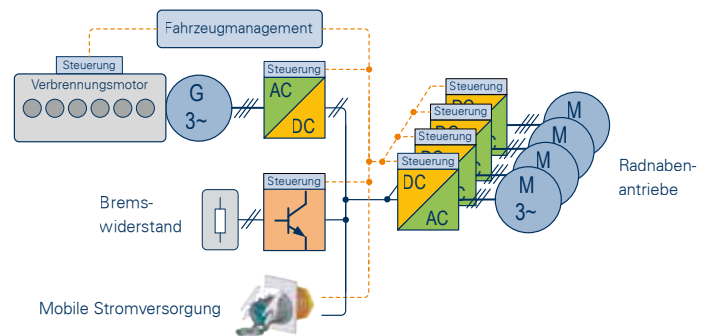 Fahrzeugmanagement
Steuerung
Verbrennungsmotor
G
3~
Steuerung
AC
DC
Steuerung
Steuerung
Steuerung
Steuerung
DC
AC
M
M
M
M
3~
Radnaben-
antriebe
Steuerung
Brems-
widerstand
Mobile Stromversorgung